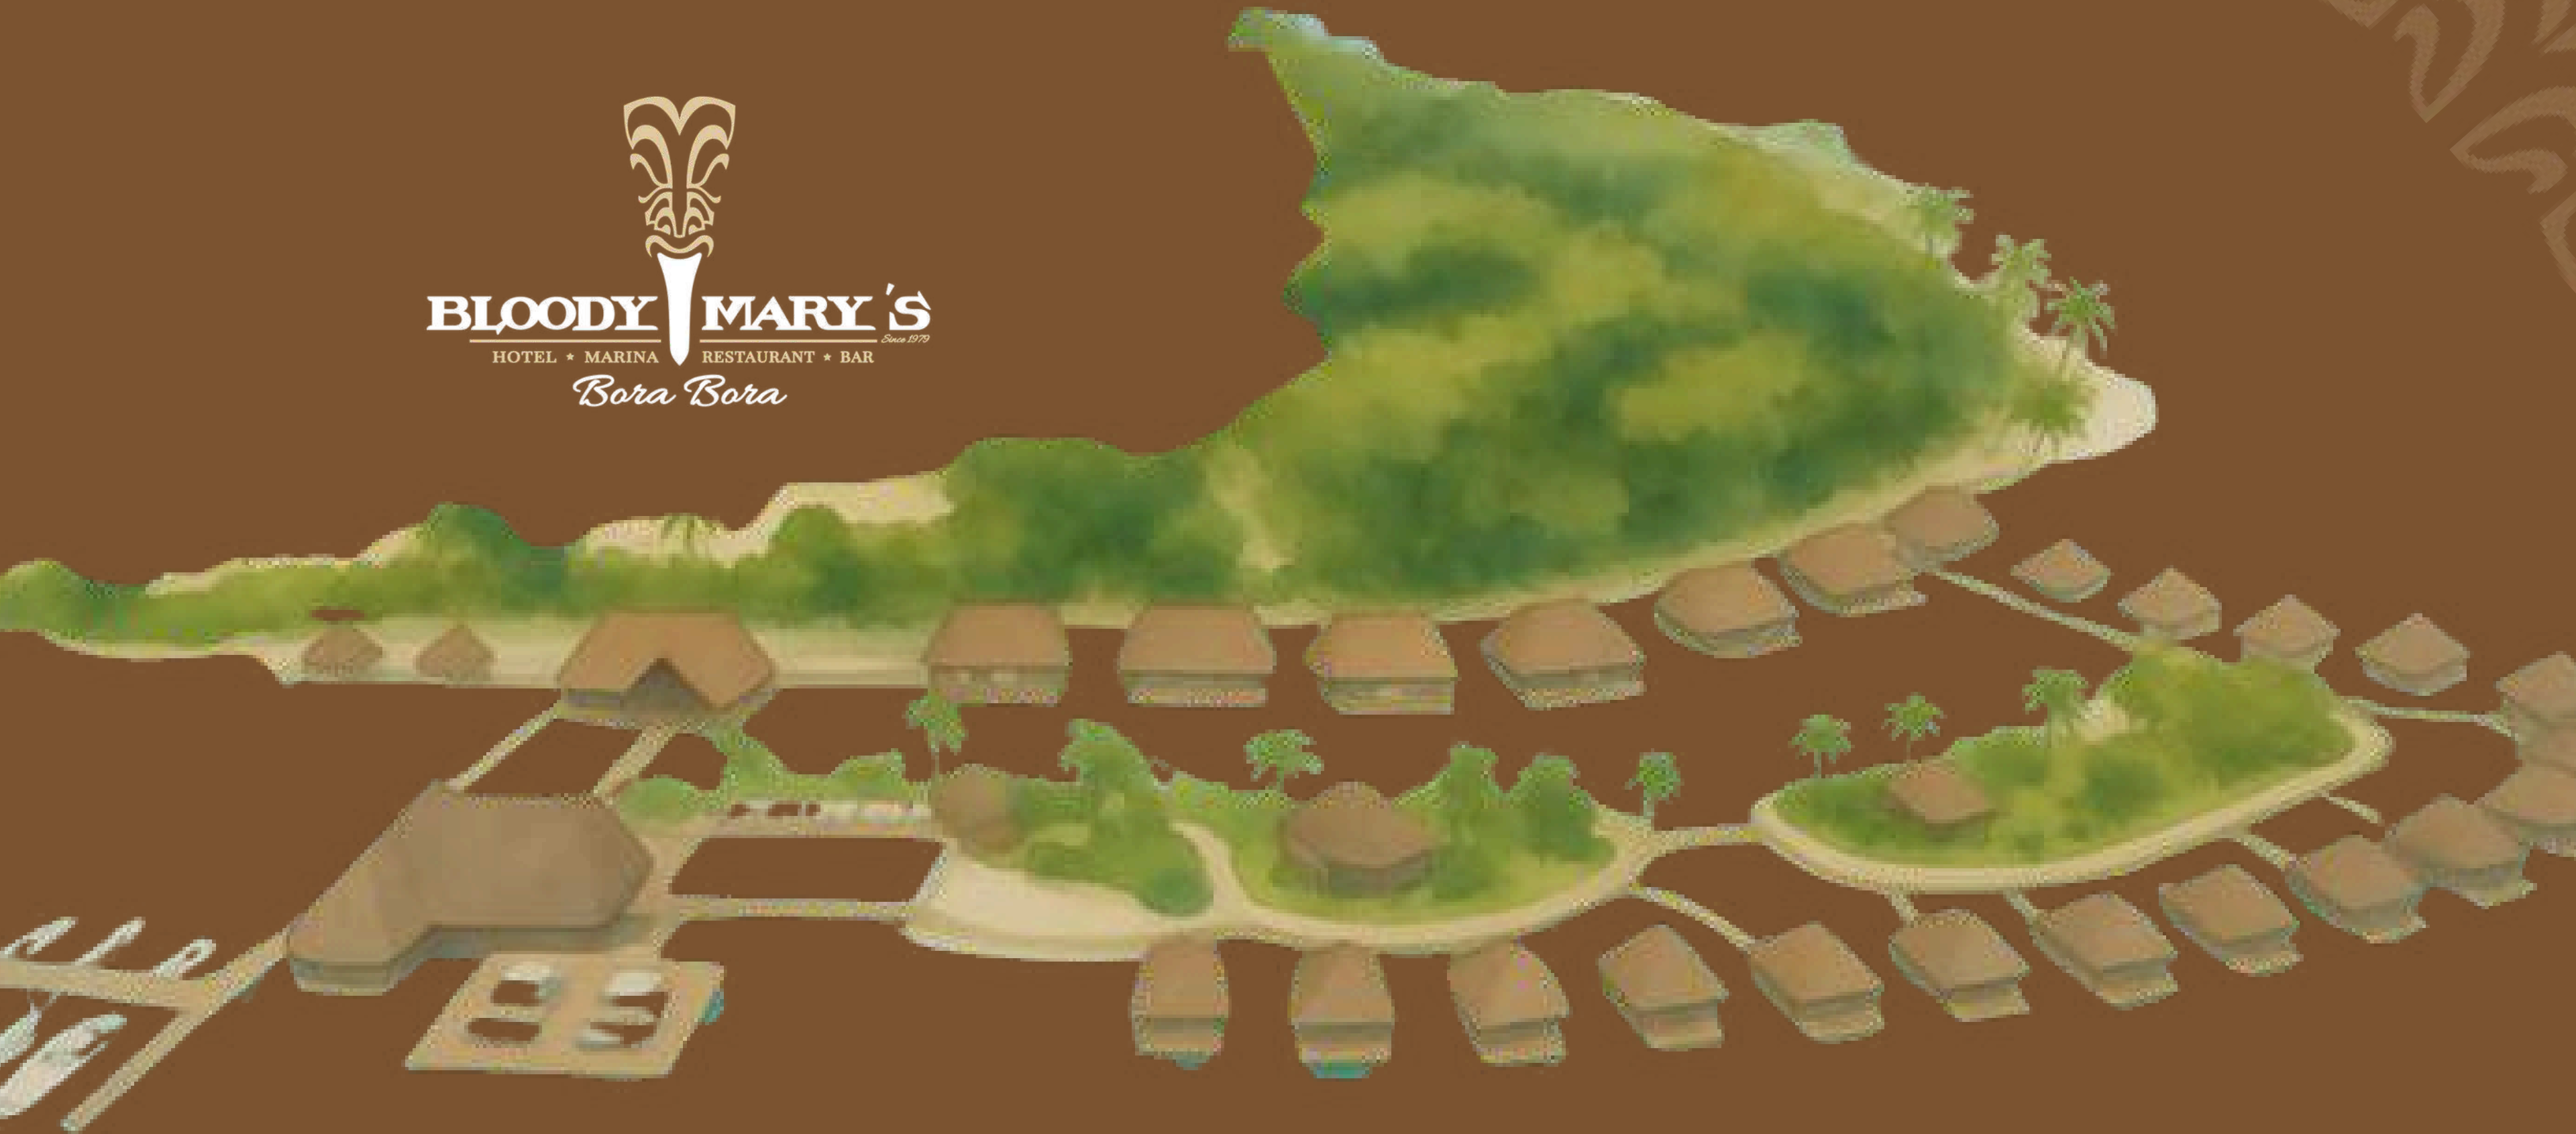 BLOODY MARY'S
Since 1979
HOTEL ★ MARINA RESTAURANT ★ BAR
Bora Bora